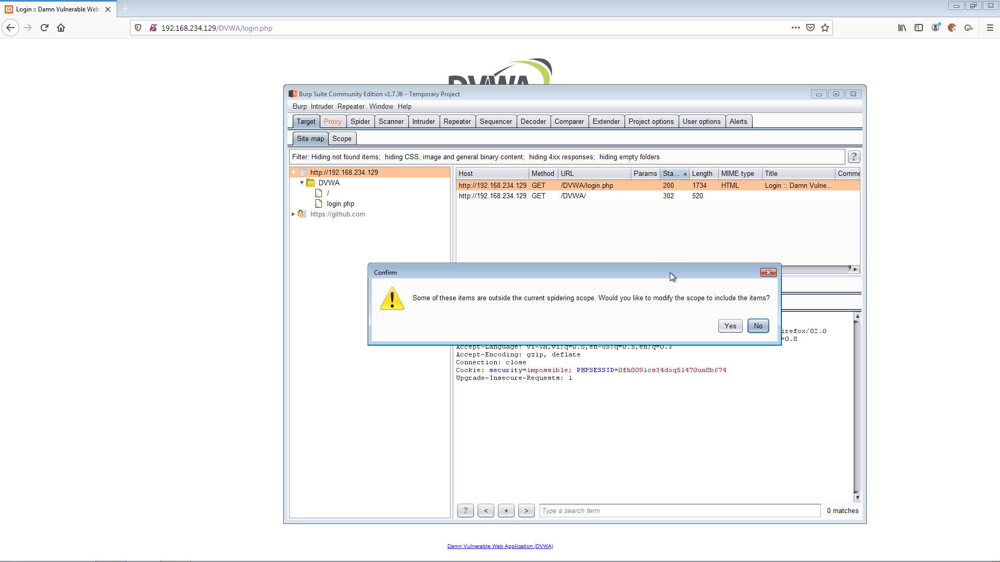 Login :: Damn Vulnerable Web
192.168.234.129/DVWA/login.php
DVWA
Burp Suite Community Edition v1.7.36 - Temporary Project
Burp Intruder Repeater Window Help
Target Proxy Spider Scanner Intruder Repeater Sequencer Decoder Comparer Extender Project options User options Alerts
Site map Scope
Filter: Hiding not found items; hiding CSS, image and general binary content; hiding 4xx responses; hiding empty folders
?
http://192.168.234.129
DVWA
/
login.php
https://github.com
Host Method URL Params Sta... Length MIME type Title Comme
http://192.168.234.129 GET /DVWA/login.php 200 1734 HTML Login :: Damn Vulne...
http://192.168.234.129 GET /DVWA/ 302 520
Confirm
Some of these items are outside the current spidering scope. Would you like to modify the scope to include the items?
Yes No
irefox/82.0
=0.8
Accept-Language: vi-VN,vi;q=0.8,en-US;q=0.5,en;q=0.3
Accept-Encoding: gzip, deflate
Connection: close
Cookie: security=impossible; PHPSESSID=0fh809ics34doq51470un8b674
Upgrade-Insecure-Requests: 1
? < + > Type a search term 0 matches
Damn Vulnerable Web Application (DVWA)